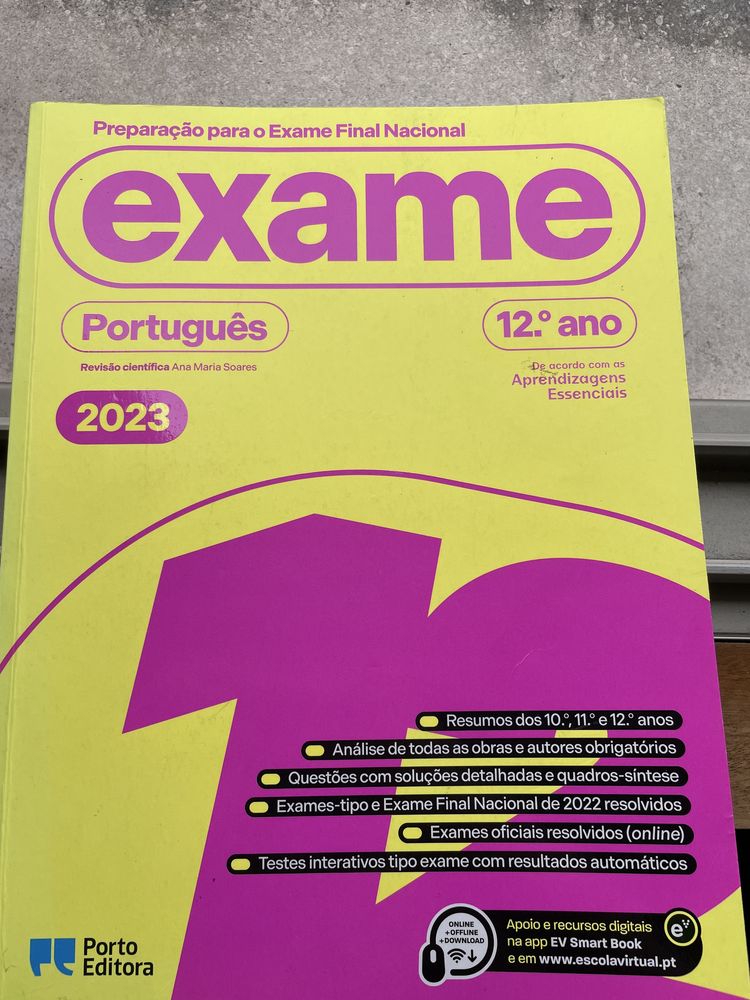 Preparação para o Exame Final Nacional
exame
Português
12.º ano
Revisão científica Ana Maria Soares
De acordo com as
Aprendizagens
Essenciais
2023
12
Resumos dos 10.º, 11.º e 12.º anos
Análise de todas as obras e autores obrigatórios
Questões com soluções detalhadas e quadros-síntese
Exames-tipo e Exame Final Nacional de 2022 resolvidos
Exames oficiais resolvidos (online)
Testes interativos tipo exame com resultados automáticos
ONLINE
+OFFLINE
+DOWNLOAD
Apoio e recursos digitais
na app EV Smart Book
e em www.escolavirtual.pt
e
Porto
Editora